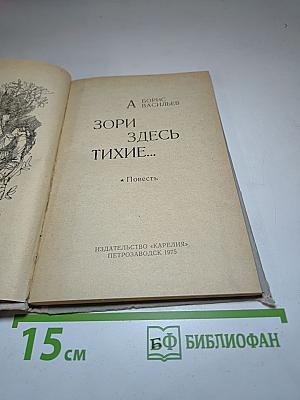 БОРИС
А ВАСИЛЬЕВ
ЗОРИ
ЗДЕСЬ
ТИХИЕ...
Повесть
ИЗДАТЕЛЬСТВО «КАРЕЛИЯ»
ПЕТРОЗАВОДСК 1975
15 см
БФ БИБЛИОФАН